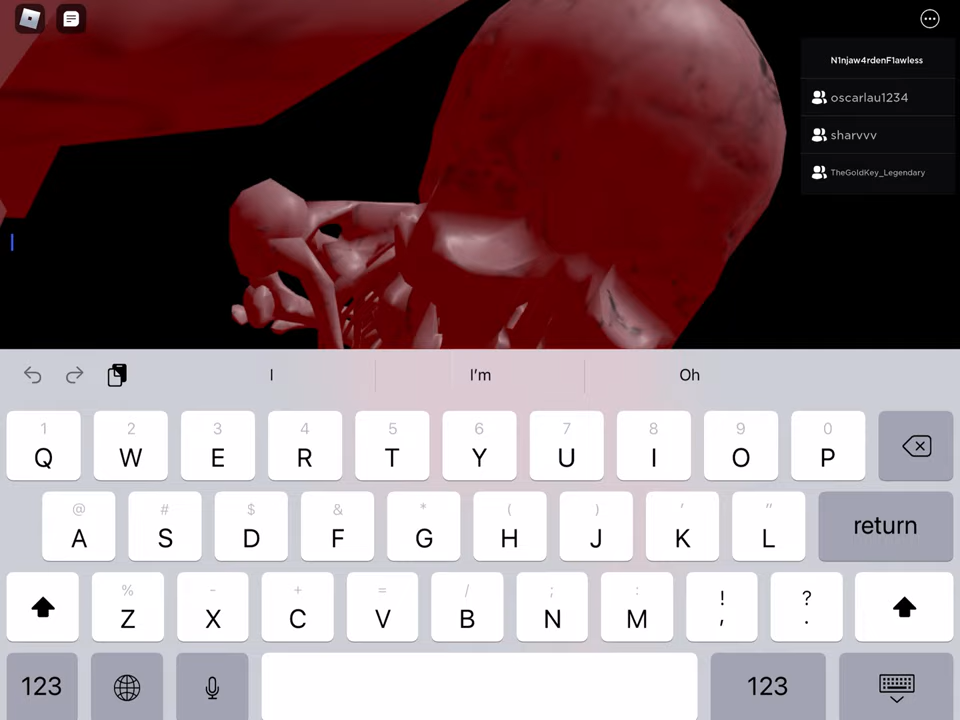 N1njaw4rdenF1awless
oscarlau1234
sharvvv
TheGoldKey_Legendary
I I'm Oh
1 2 3 4 5 6 7 8 9 0
Q W E R T Y U I O P
@ # $ & * ( ) ' "
A S D F G H J K L return
% - + = / ; : ! ?
Z X C V B N M , .
123 123